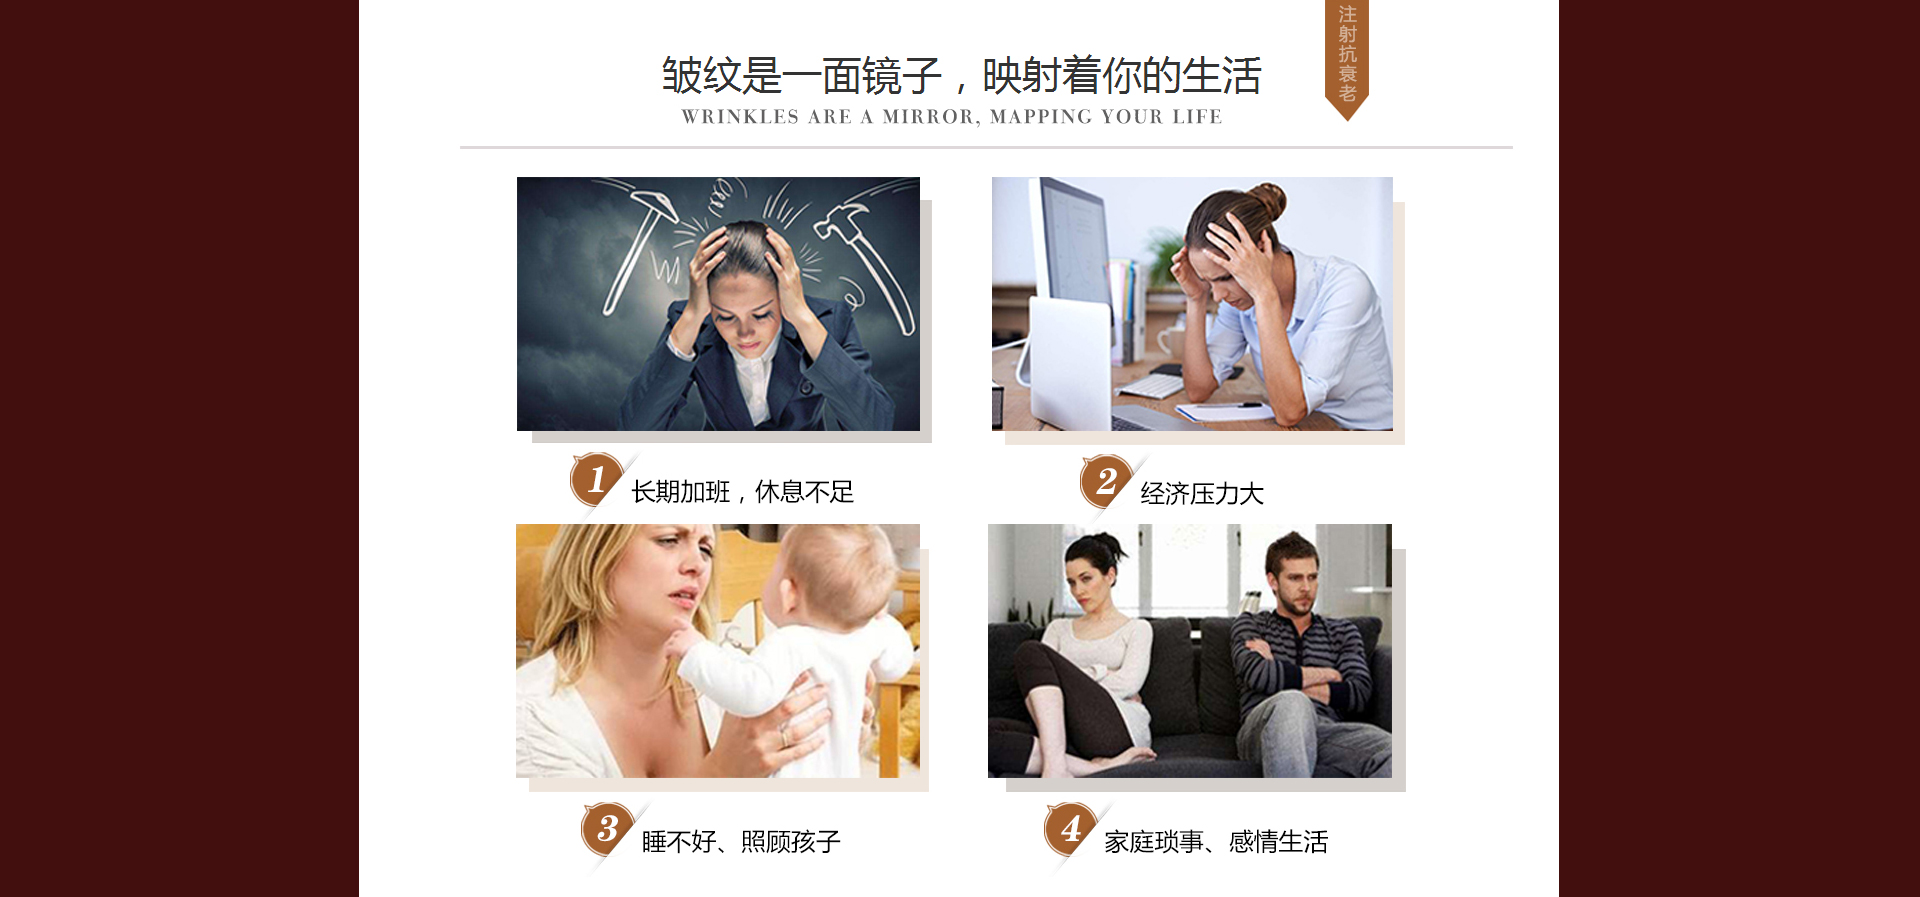 注射抗衰老
皱纹是一面镜子，映射着你的生活
WRINKLES ARE A MIRROR, MAPPING YOUR LIFE
1 长期加班，休息不足
2 经济压力大
3 睡不好、照顾孩子
4 家庭琐事、感情生活